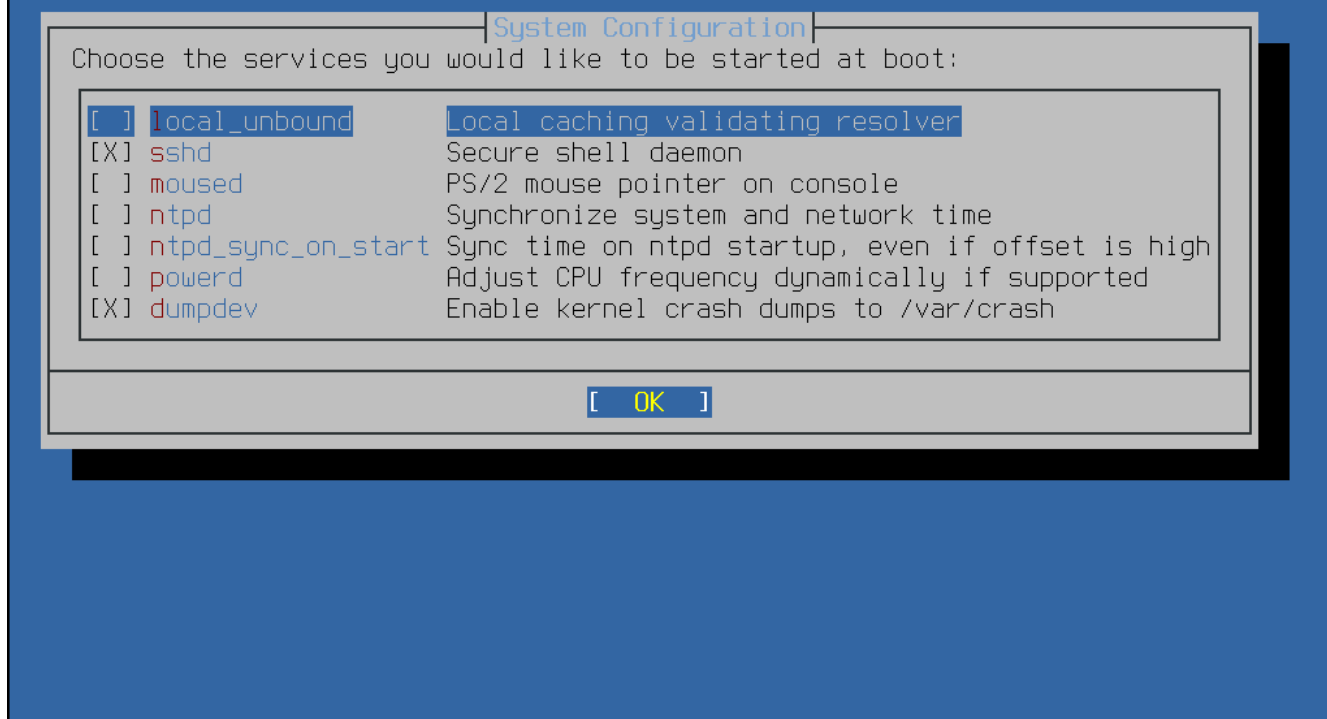 System Configuration
Choose the services you would like to be started at boot:
[ ] local_unbound Local caching validating resolver
[X] sshd Secure shell daemon
[ ] moused PS/2 mouse pointer on console
[ ] ntpd Synchronize system and network time
[ ] ntpd_sync_on_start Sync time on ntpd startup, even if offset is high
[ ] powerd Adjust CPU frequency dynamically if supported
[X] dumpdev Enable kernel crash dumps to /var/crash
[ OK ]